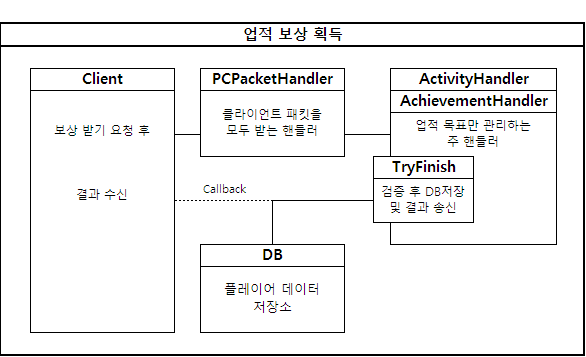 업적 보상 획득
Client
보상 받기 요청 후
결과 수신
PCPacketHandler
클라이언트 패킷을
모두 받는 핸들러
ActivityHandler
AchievementHandler
업적 목표만 관리하는
주 핸들러
TryFinish
검증 후 DB저장
및 결과 송신
Callback
DB
플레이어 데이터
저장소